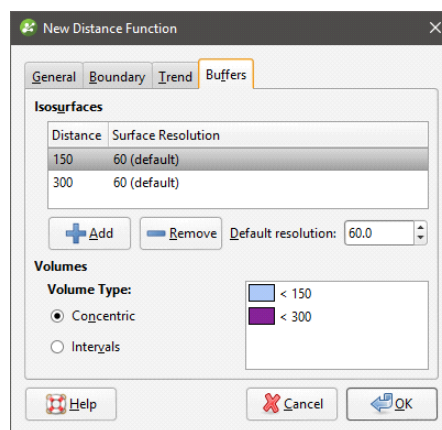 New Distance Function
General Boundary Trend Buffers
Isosurfaces
Distance Surface Resolution
150 60 (default)
300 60 (default)
Add Remove Default resolution: 60.0
Volumes
Volume Type:
Concentric
Intervals
< 150
< 300
Help Cancel OK